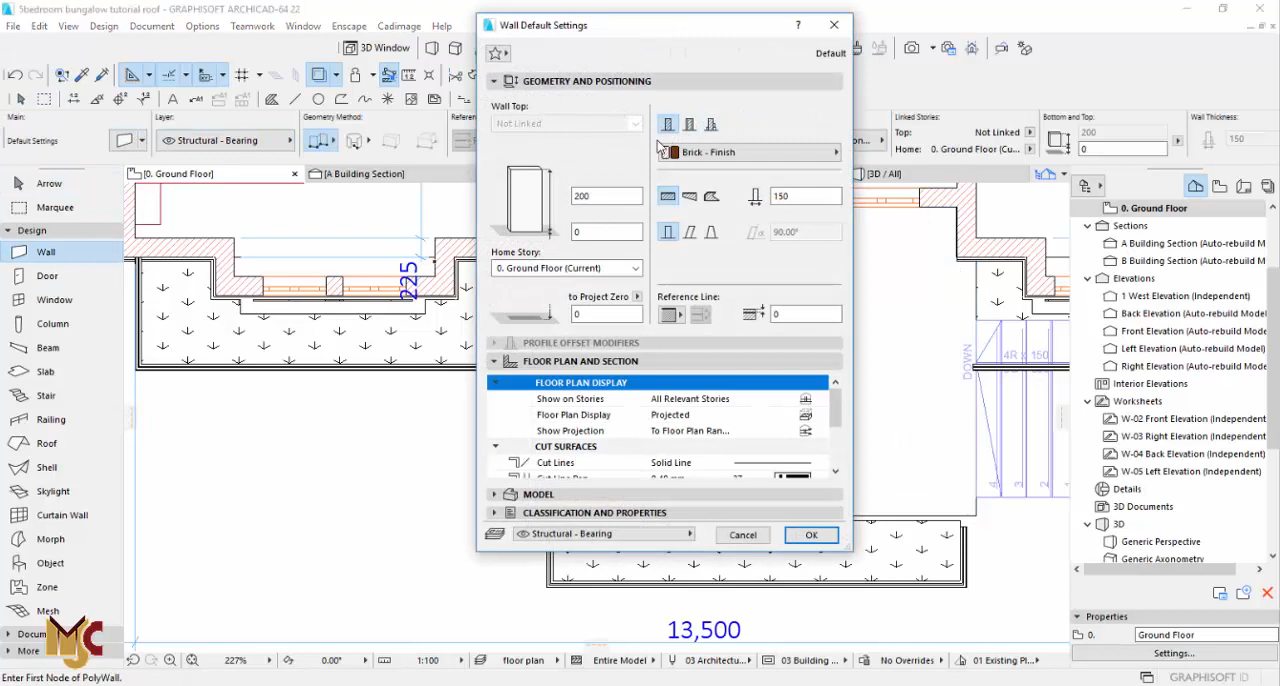 5bedroom bungalow tutorial roof - GRAPHISOFT ARCHICAD-64 22
File Edit View Design Document Options Teamwork Window Enscape Cadimage Help
3D Window
Main:
Layer:
Geometry Method:
Linked Stories:
Bottom and Top:
Wall Thickness:
Default Settings
Structural - Bearing
Top: Not Linked
Home: 0. Ground Floor (Cu...
200
0
150
[0. Ground Floor]
[A Building Section]
[3D / All]
Arrow
Marquee
Design
Wall
Door
Window
Column
Beam
Slab
Stair
Railing
Roof
Shell
Skylight
Curtain Wall
Morph
Object
Zone
Mesh
More
MSC
Wall Default Settings
?
Default
GEOMETRY AND POSITIONING
Wall Top:
Not Linked
Brick - Finish
200
150
0
90.00°
Home Story:
0. Ground Floor (Current)
to Project Zero
Reference Line:
0
0
PROFILE OFFSET MODIFIERS
FLOOR PLAN AND SECTION
FLOOR PLAN DISPLAY
Show on Stories All Relevant Stories
Floor Plan Display Projected
Show Projection To Floor Plan Ran...
CUT SURFACES
Cut Lines Solid Line
MODEL
CLASSIFICATION AND PROPERTIES
Structural - Bearing
Cancel
OK
225
DOWN
4R x 150
4 3 2
13,500
0. Ground Floor
Sections
A Building Section (Auto-rebuild M
B Building Section (Auto-rebuild M
Elevations
1 West Elevation (Independent)
Back Elevation (Auto-rebuild Mode
Front Elevation (Auto-rebuild Mode
Left Elevation (Auto-rebuild Model
Right Elevation (Auto-rebuild Mode
Interior Elevations
Worksheets
W-02 Front Elevation (Independent
W-03 Right Elevation (Independent
W-04 Back Elevation (Independent
W-05 Left Elevation (Independent)
Details
3D Documents
3D
Generic Perspective
Generic Axonometry
Properties
0.
Ground Floor
Settings...
227%
0.00°
1:100
floor plan
Entire Model
03 Architectu...
03 Building ...
No Overrides
01 Existing Pl...
Enter First Node of PolyWall.
GRAPHISOFT ID